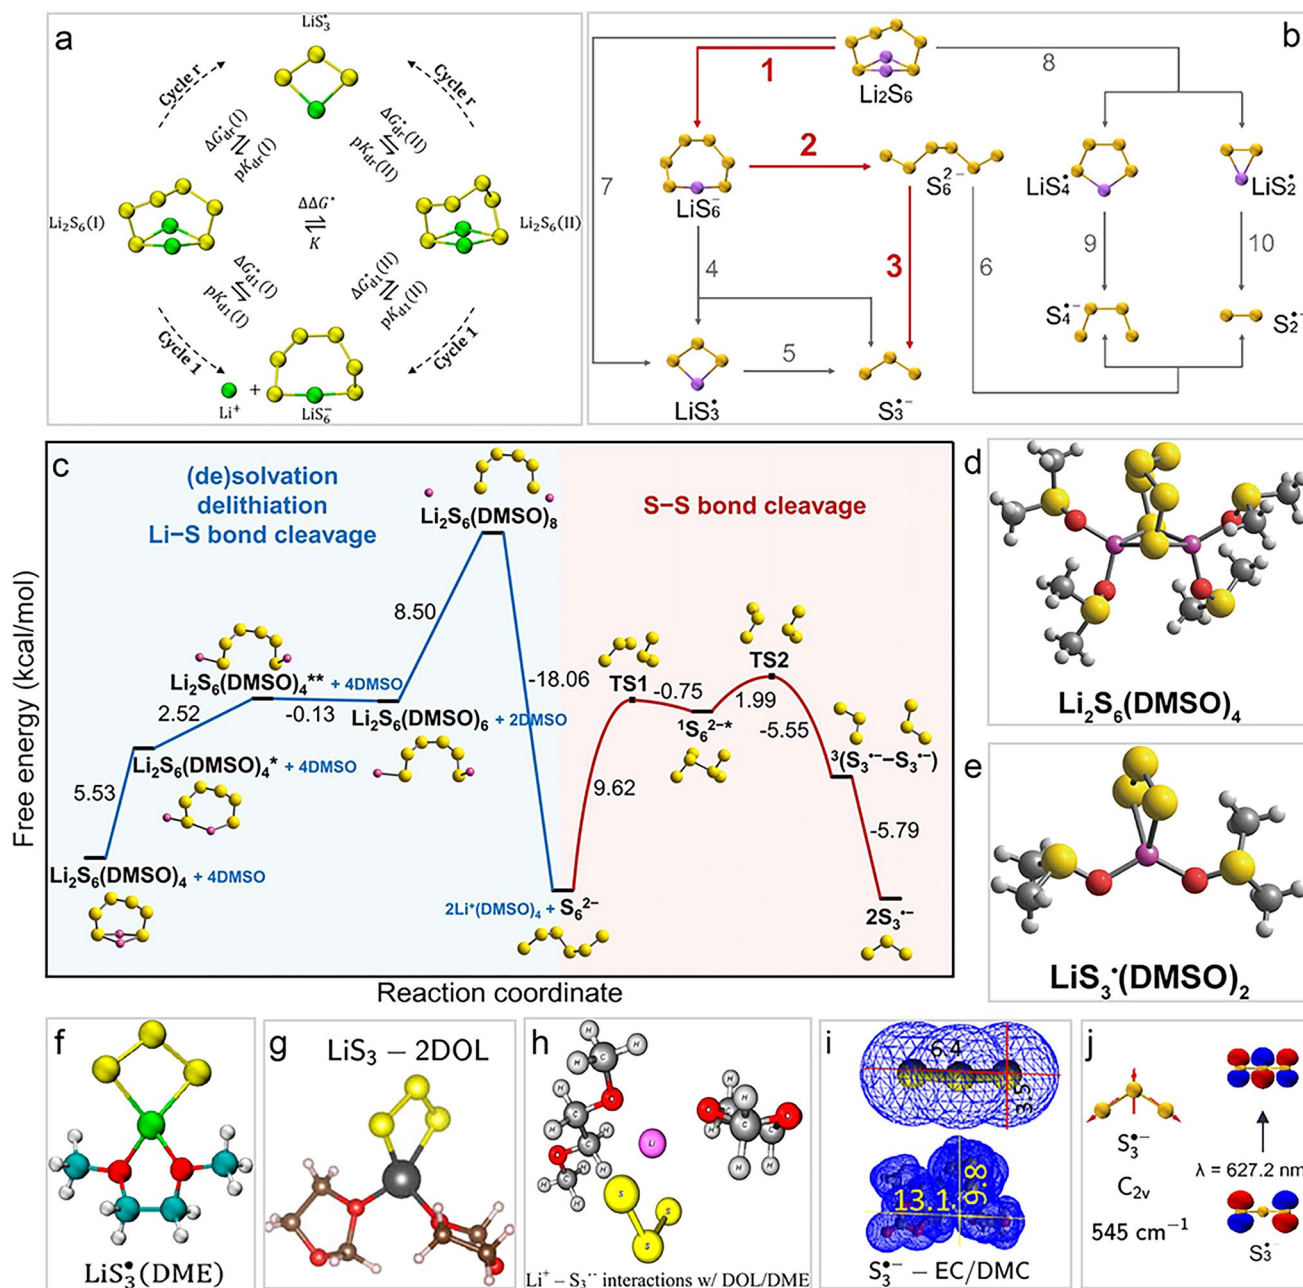 a
LiS₃•
Cycle r
Cycle r
ΔG°dr(I)
pKdr(I)
ΔG°dr(II)
pKdr(II)
Li₂S₆(I)
ΔΔG°
K
Li₂S₆(II)
ΔG°d1(I)
pKd1(I)
ΔG°d1(II)
pKd1(II)
Cycle 1
Cycle 1
Li⁺
+
LiS₆⁻
b
Li₂S₆
1
8
7
LiS₆⁻
2
S₆²⁻
LiS₄•
LiS₂•
4
3
6
9
10
S₄•⁻
S₂•⁻
LiS₃•
5
S₃•⁻
c
(de)solvation
delithiation
Li–S bond cleavage
S–S bond cleavage
Free energy (kcal/mol)
Li₂S₆(DMSO)₈
8.50
-18.06
Li₂S₆(DMSO)₄** + 4DMSO
2.52
-0.13
Li₂S₆(DMSO)₆ + 2DMSO
Li₂S₆(DMSO)₄* + 4DMSO
5.53
Li₂S₆(DMSO)₄ + 4DMSO
2Li⁺(DMSO)₄ + S₆²⁻
9.62
TS1
-0.75
¹S₆²⁻*
TS2
1.99
-5.55
³(S₃•⁻–S₃•⁻)
-5.79
2S₃•⁻
Reaction coordinate
d
Li₂S₆(DMSO)₄
e
LiS₃•(DMSO)₂
f
LiS₃•(DME)
g
LiS₃ – 2DOL
h
H
H
H
C
O
H
C
H
H
C
H
O
C
H
H
H
Li
S
S
S
H
H
H
O
O
C
C
H
H
H
Li⁺ – S₃•⁻ interactions w/ DOL/DME
i
6.4
3.5
13.1
9.8
S₃•⁻ – EC/DMC
j
S₃•⁻
C₂ᵥ
545 cm⁻¹
λ = 627.2 nm
S₃•⁻